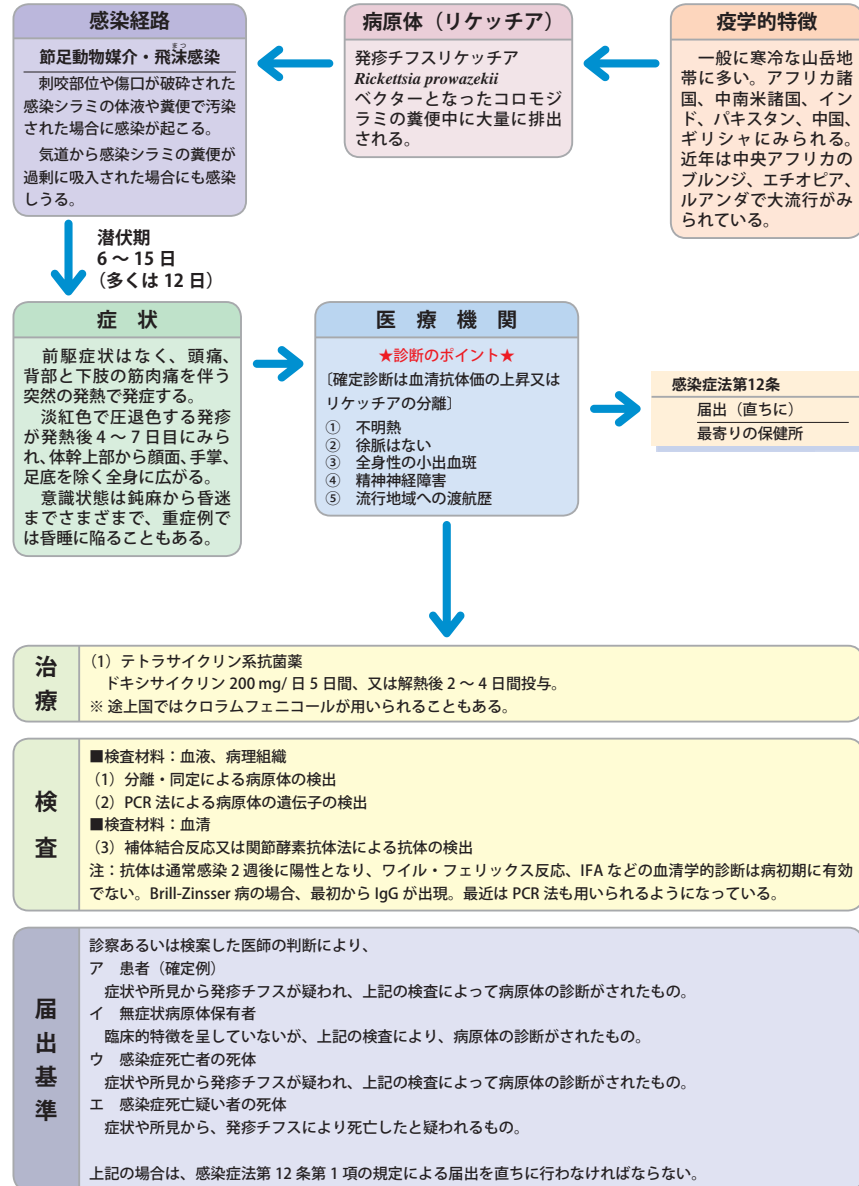 感染経路
節足動物媒介・飛沫感染
まつ
刺咬部位や傷口が破砕された
感染シラミの体液や糞便で汚染
された場合に感染が起こる。
気道から感染シラミの糞便が
過剰に吸入された場合にも感染
しうる。
病原体（リケッチア）
発疹チフスリケッチア
Rickettsia prowazekii
ベクターとなったコロモジ
ラミの糞便中に大量に排出
される。
疫学的特徴
一般に寒冷な山岳地
帯に多い。アフリカ諸
国、中南米諸国、イン
ド、パキスタン、中国、
ギリシャにみられる。
近年は中央アフリカの
ブルンジ、エチオピア、
ルアンダで大流行がみ
られている。
潜伏期
6 ～ 15 日
（多くは 12 日）
症　状
前駆症状はなく、頭痛、
背部と下肢の筋肉痛を伴う
突然の発熱で発症する。
淡紅色で圧退色する発疹
が発熱後 4 ～ 7 日目にみら
れ、体幹上部から顔面、手掌、
足底を除く全身に広がる。
意識状態は鈍麻から昏迷
までさまざまで、重症例で
は昏睡に陥ることもある。
医　療　機　関
★診断のポイント★
〔確定診断は血清抗体価の上昇又は
リケッチアの分離〕
①　不明熱
②　徐脈はない
③　全身性の小出血斑
④　精神神経障害
⑤　流行地域への渡航歴
感染症法第12条
届出（直ちに）
最寄りの保健所
治療
（1）テトラサイクリン系抗菌薬
ドキシサイクリン 200 mg/ 日 5 日間、又は解熱後 2 ～ 4 日間投与。
※ 途上国ではクロラムフェニコールが用いられることもある。
検査
■検査材料：血液、病理組織
（1）分離・同定による病原体の検出
（2）PCR 法による病原体の遺伝子の検出
■検査材料：血清
（3）補体結合反応又は関節酵素抗体法による抗体の検出
注：抗体は通常感染 2 週後に陽性となり、ワイル・フェリックス反応、IFA などの血清学的診断は病初期に有効
でない。Brill-Zinsser 病の場合、最初から IgG が出現。最近は PCR 法も用いられるようになっている。
届出基準
診察あるいは検案した医師の判断により、
ア　患者（確定例）
症状や所見から発疹チフスが疑われ、上記の検査によって病原体の診断がされたもの。
イ　無症状病原体保有者
臨床的特徴を呈していないが、上記の検査により、病原体の診断がされたもの。
ウ　感染症死亡者の死体
症状や所見から発疹チフスが疑われ、上記の検査によって病原体の診断がされたもの。
エ　感染症死亡疑い者の死体
症状や所見から、発疹チフスにより死亡したと疑われるもの。
上記の場合は、感染症法第 12 条第 1 項の規定による届出を直ちに行わなければならない。